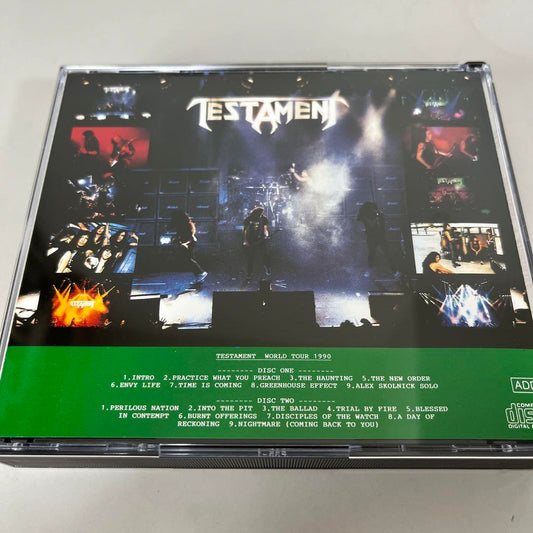 TESTAMENT
TESTAMENT WORLD TOUR 1990
-------- DISC ONE --------
1.INTRO 2.PRACTICE WHAT YOU PREACH 3.THE HAUNTING 5.THE NEW ORDER
6.ENVY LIFE 7.TIME IS COMING 8.GREENHOUSE EFFECT 9.ALEX SKOLNICK SOLO
-------- DISC TWO --------
1.PERILOUS NATION 2.INTO THE PIT 3.THE BALLAD 4.TRIAL BY FIRE 5.BLESSED
IN CONTEMPT 6.BURNT OFFERINGS 7.DISCIPLES OF THE WATCH 8.A DAY OF
RECKONING 9.NIGHTMARE (COMING BACK TO YOU)
ADD
COMP
dis
DIGITAL